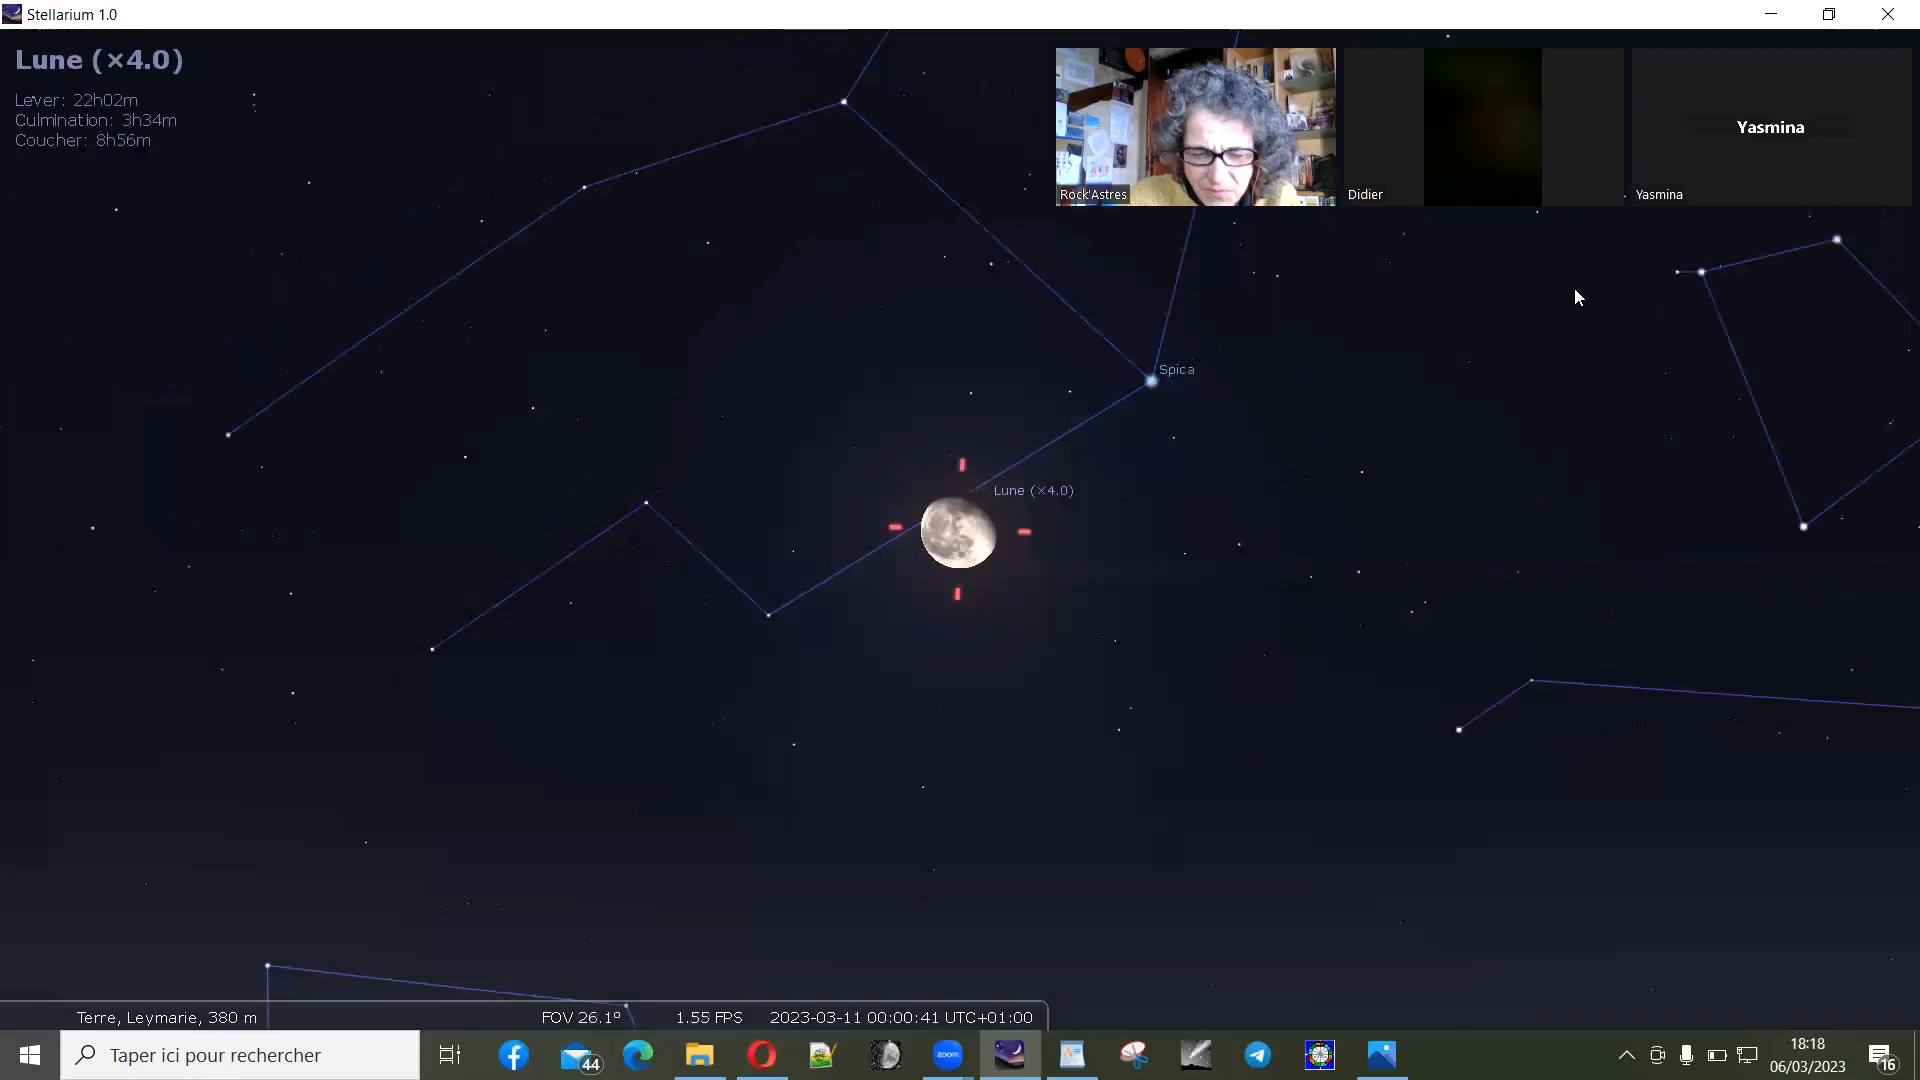 Stellarium 1.0
Lune (×4.0)
Lever: 22h02m
Culmination: 3h34m
Coucher: 8h56m
Yasmina
Rock'Astres
Didier
Yasmina
Spica
Lune (×4.0)
Terre, Leymarie, 380 m
FOV 26.1°
1.55 FPS
2023-03-11 00:00:41 UTC+01:00
Taper ici pour rechercher
44
zoom
18:18
06/03/2023
16